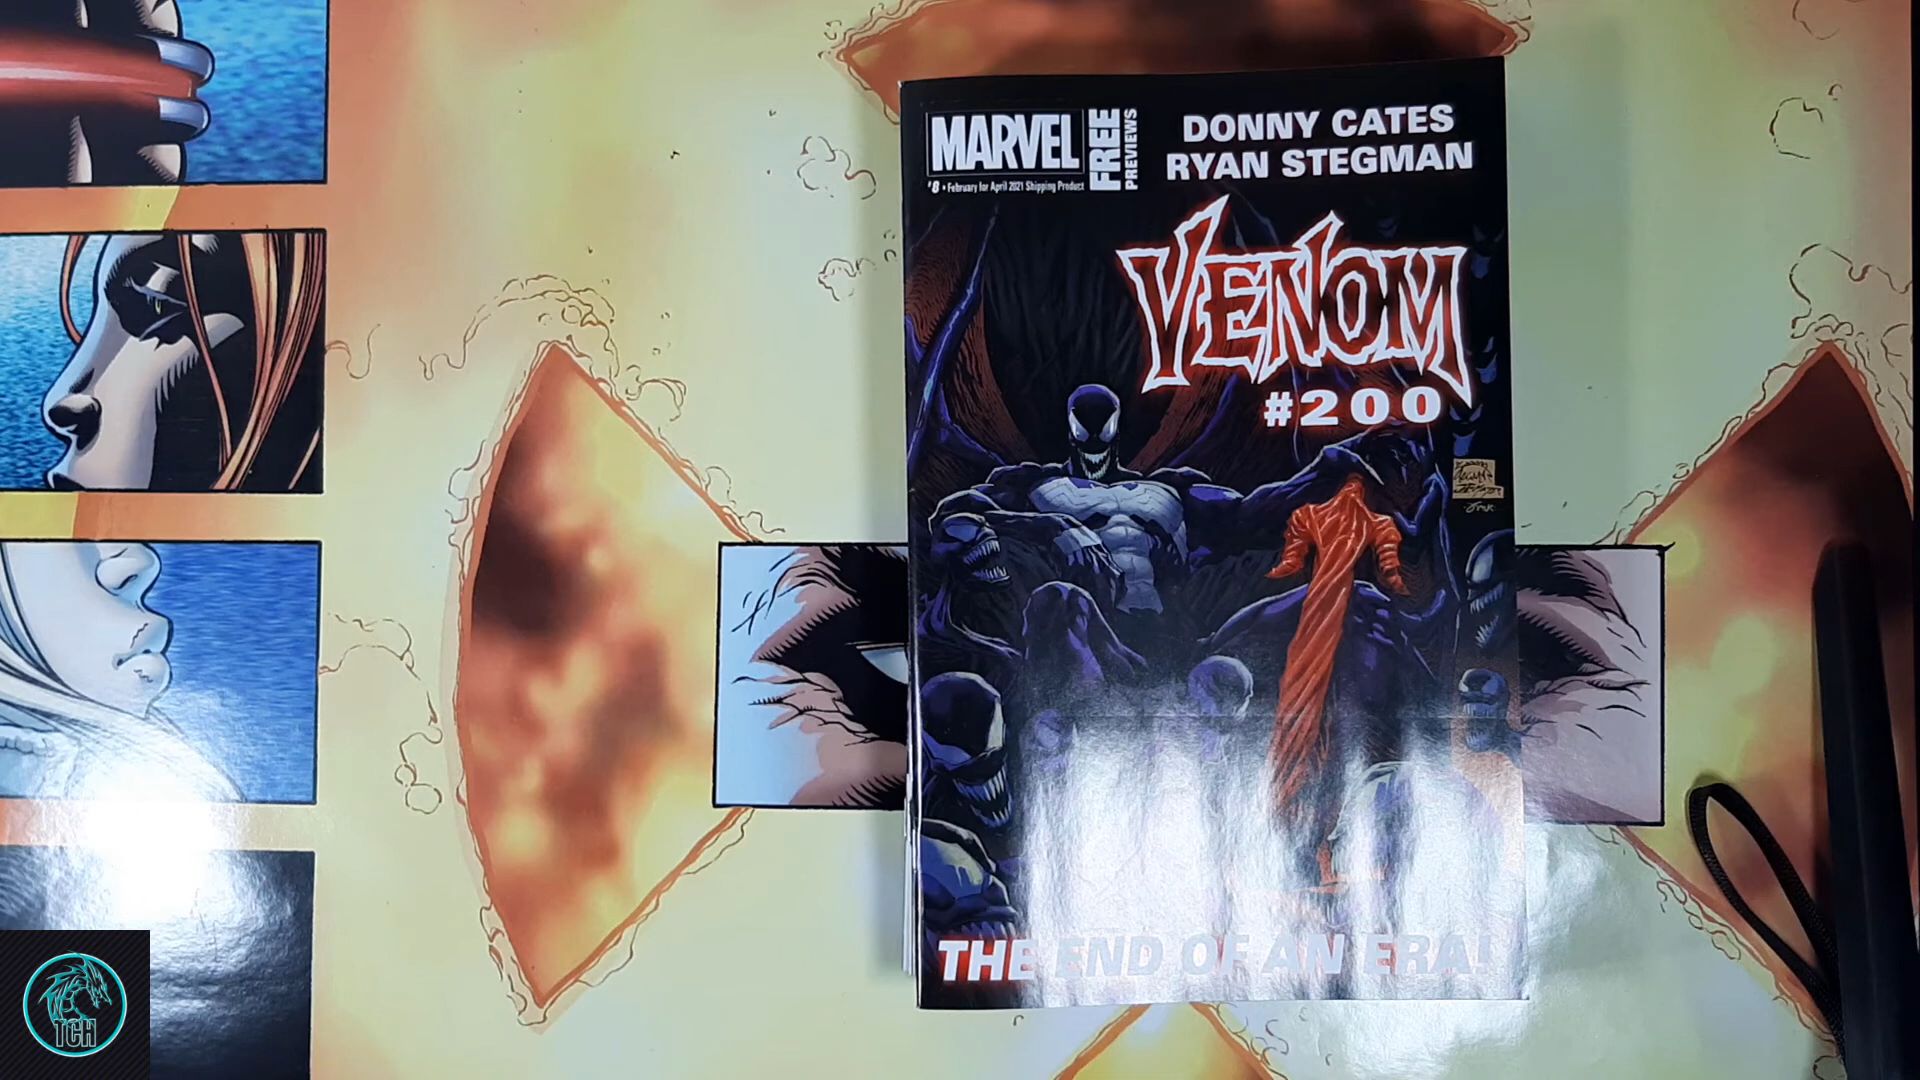 MARVEL
FREE
PREVIEWS
#8 • February for April 2021 Shipping Product
DONNY CATES
RYAN STEGMAN
VENOM
#200
THE END OF AN ERA!
TCH